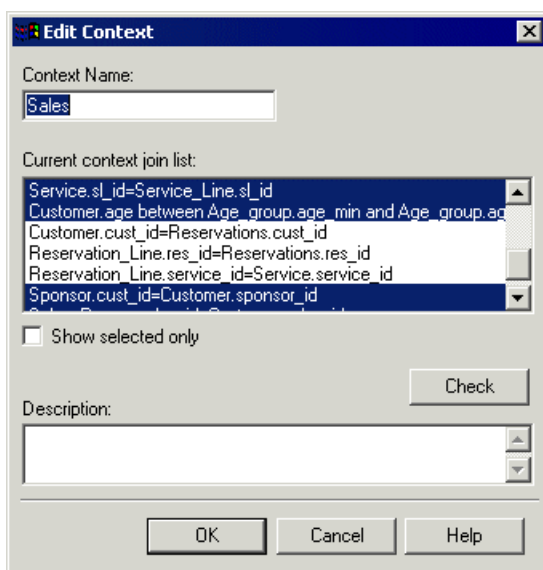 Edit Context
Context Name:
Sales
Current context join list:
Service.sl_id=Service_Line.sl_id
Customer.age between Age_group.age_min and Age_group.ag
Customer.cust_id=Reservations.cust_id
Reservation_Line.res_id=Reservations.res_id
Reservation_Line.service_id=Service.service_id
Sponsor.cust_id=Customer.sponsor_id
Show selected only
Check
Description:
OK Cancel Help